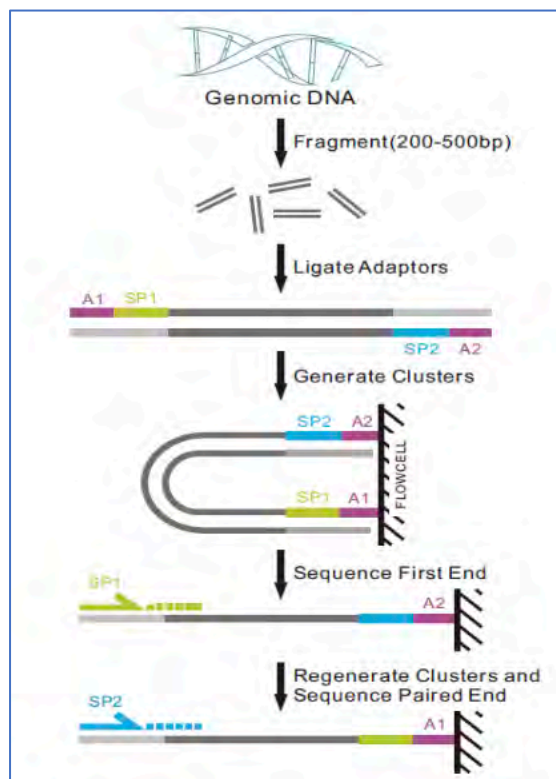 Genomic DNA
Fragment(200-500bp)
Ligate Adaptors
A1 SP1
SP2 A2
Generate Clusters
SP2 A2
SP1 A1
FLOWCELL
Sequence First End
SP1
A2
Regenerate Clusters and
Sequence Paired End
SP2
A1